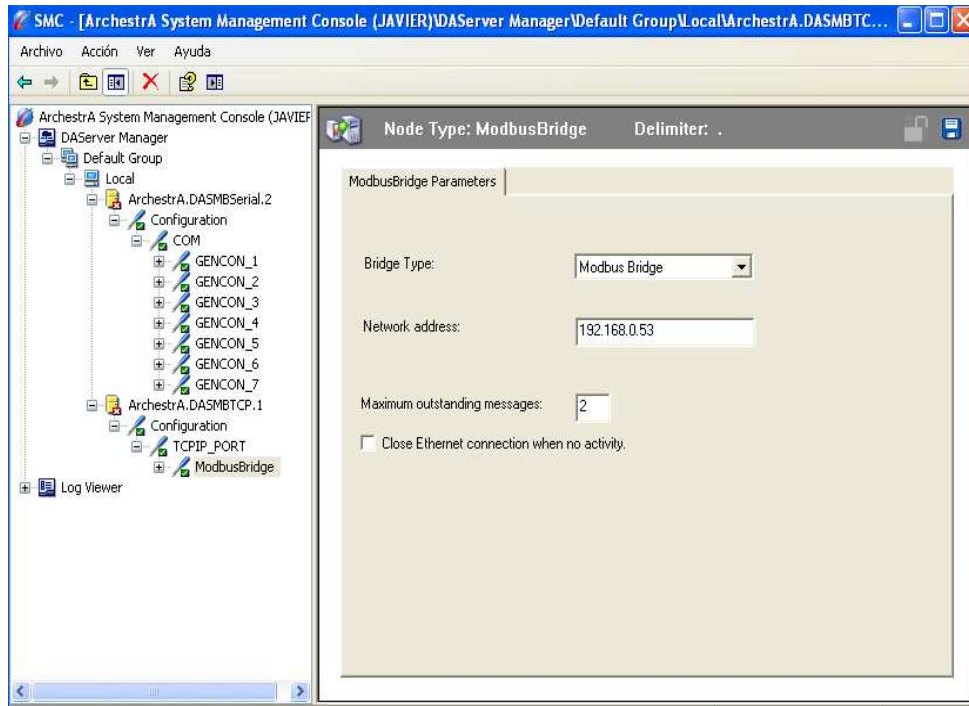 SMC - [ArchestrA System Management Console (JAVIER)\DAServer Manager\Default Group\Local\ArchestrA.DASMBTC...
Archivo Acción Ver Ayuda
ArchestrA System Management Console (JAVIER
DAServer Manager
Default Group
Local
ArchestrA.DASMBSerial.2
Configuration
COM
GENCON_1
GENCON_2
GENCON_3
GENCON_4
GENCON_5
GENCON_6
GENCON_7
ArchestrA.DASMBTCP.1
Configuration
TCPIP_PORT
ModbusBridge
Log Viewer
Node Type: ModbusBridge Delimiter: .
ModbusBridge Parameters
Bridge Type: Modbus Bridge
Network address: 192.168.0.53
Maximum outstanding messages: 2
Close Ethernet connection when no activity.